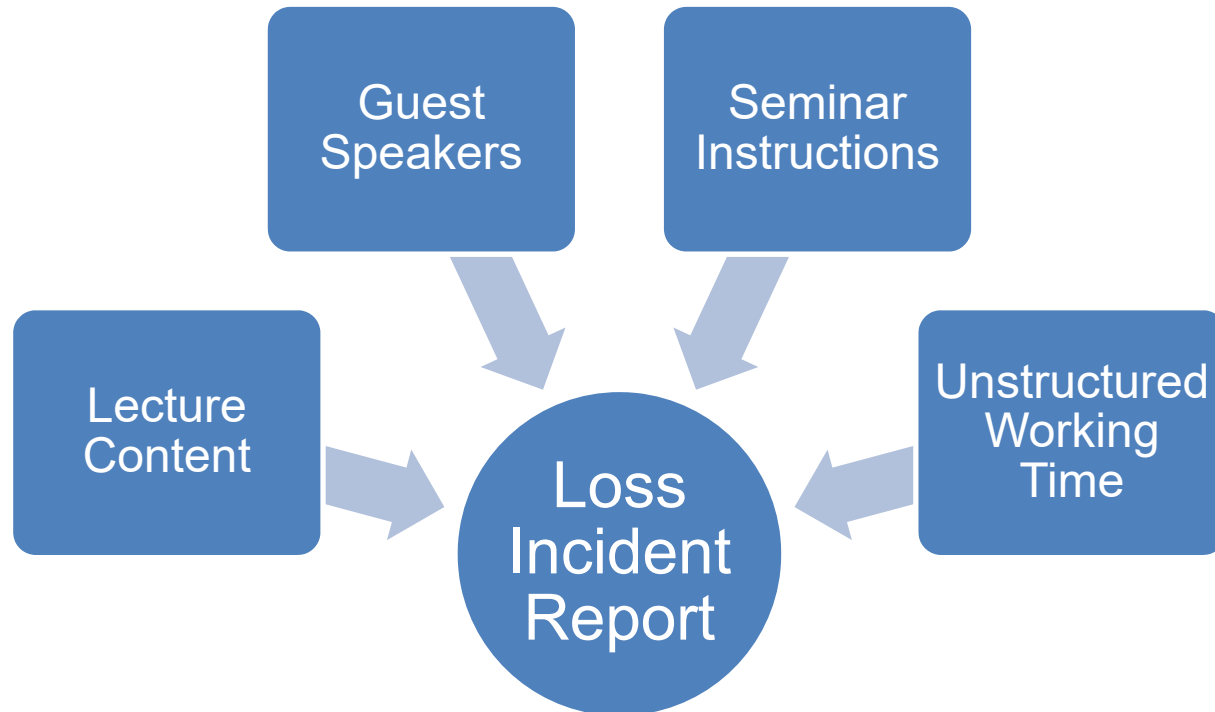 Guest
Speakers
Seminar
Instructions
Lecture
Content
Unstructured
Working
Time
Loss
Incident
Report